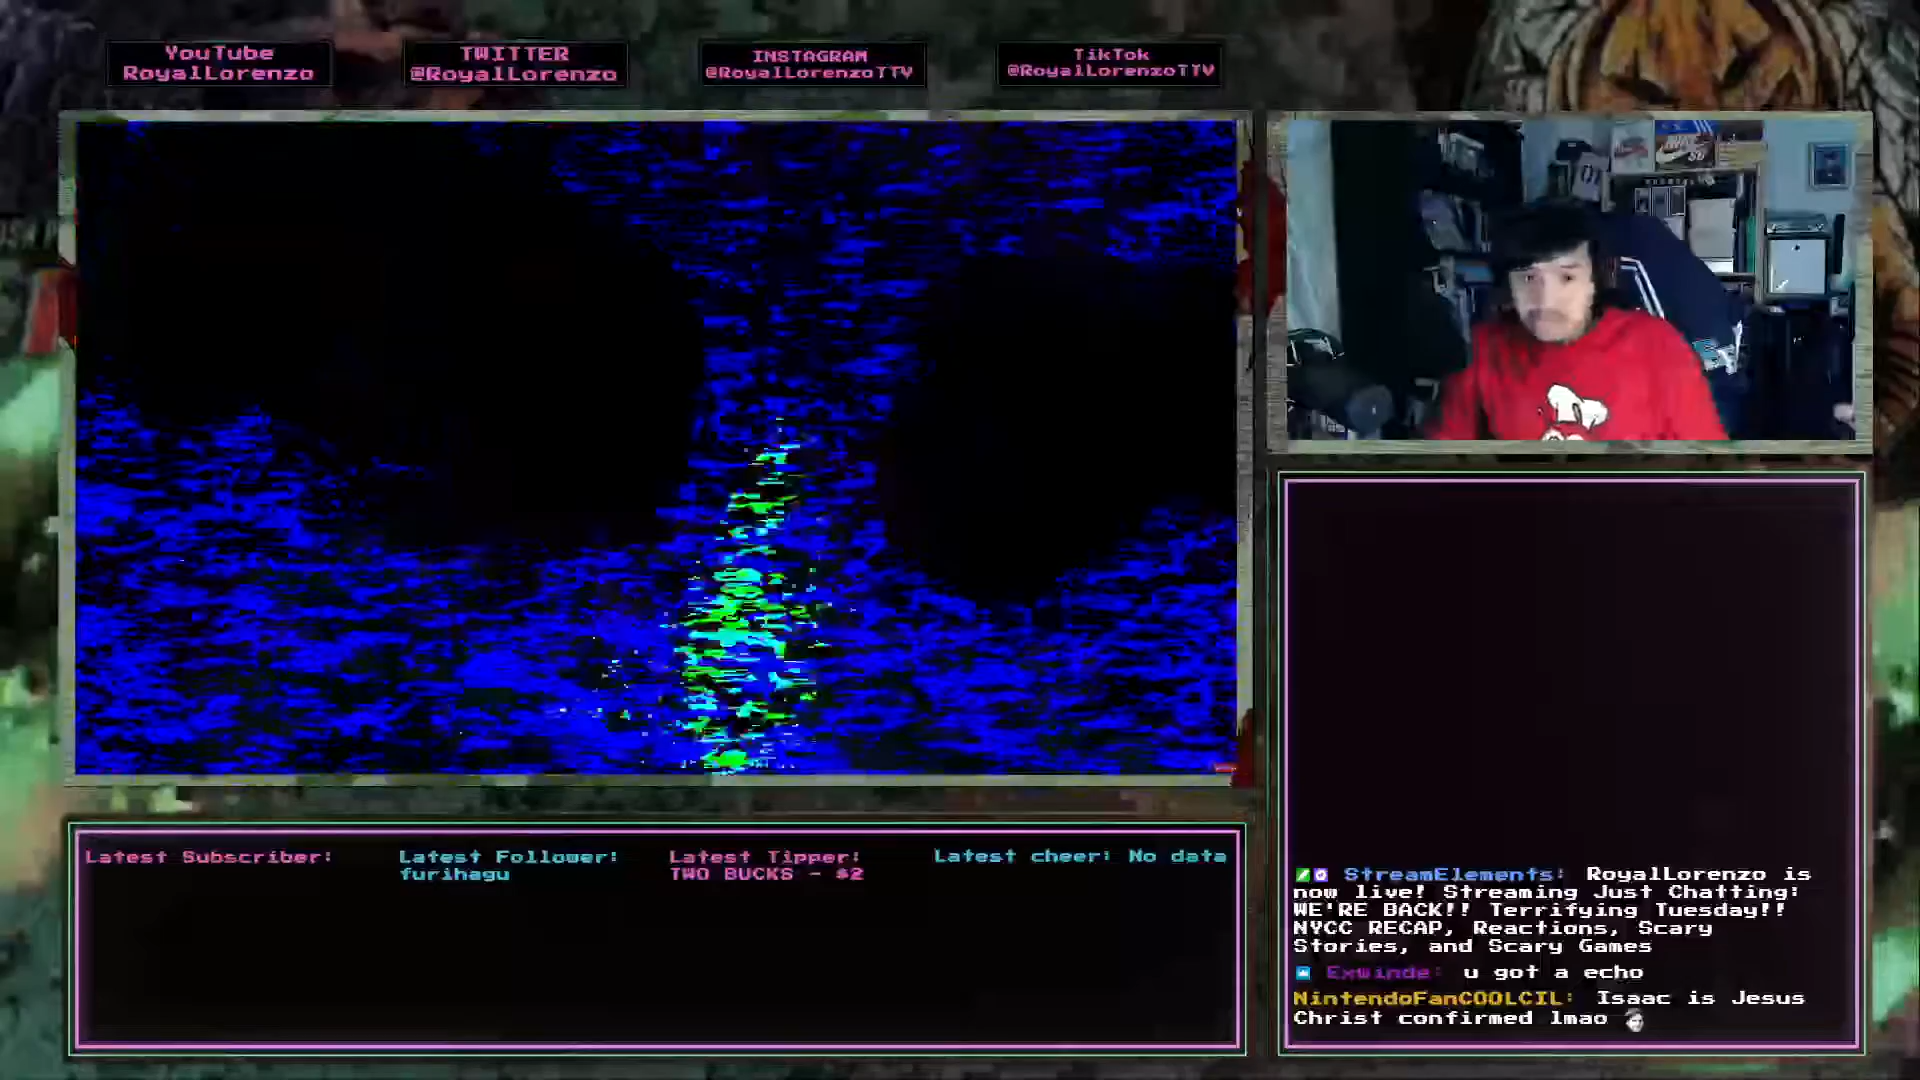 YouTube
RoyalLorenzo
TWITTER
@RoyalLorenzo
INSTAGRAM
@RoyalLorenzoTTV
TikTok
@RoyalLorenzoTTV
Latest Subscriber:
Latest Follower:
furihagu
Latest Tipper:
TWO BUCKS - $2
Latest cheer: No data
StreamElements: RoyalLorenzo is
now live! Streaming Just Chatting:
WE'RE BACK!! Terrifying Tuesday!!
NYCC RECAP, Reactions, Scary
Stories, and Scary Games
Exwinde: u got a echo
NintendoFanCOOLCIL: Isaac is Jesus
Christ confirmed lmao